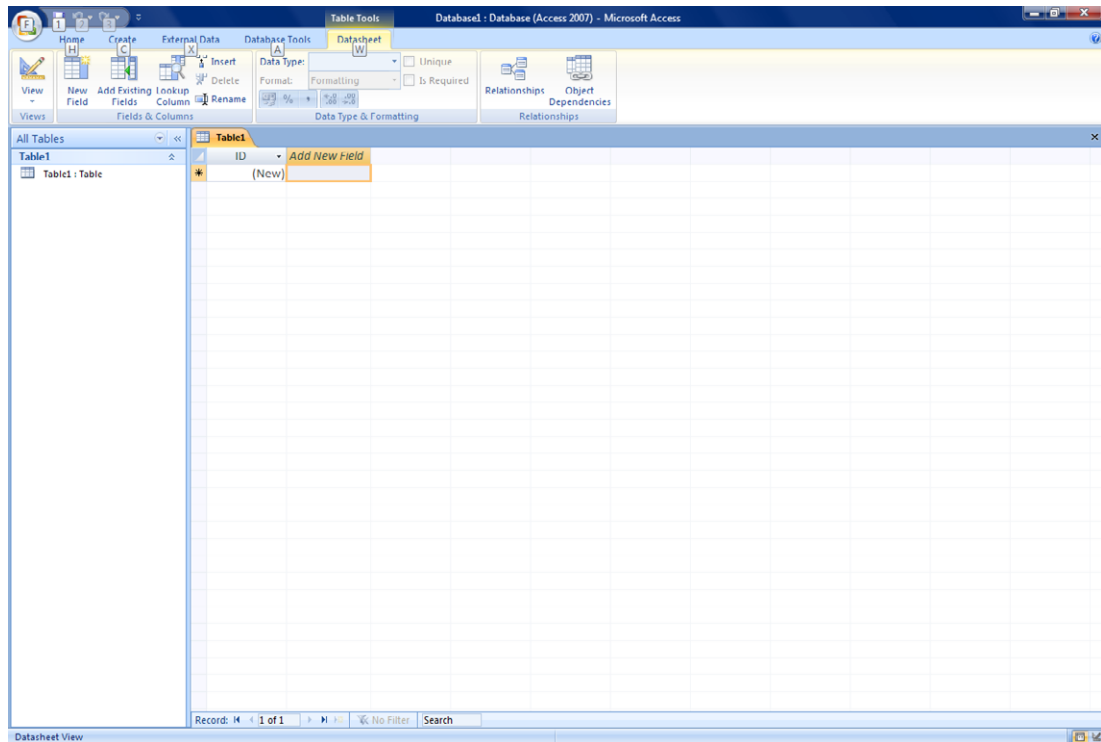 Table Tools Database1 : Database (Access 2007) - Microsoft Access
F 1 2 3
Home Create External Data Database Tools Datasheet
H C X A W
View
New Field
Add Existing Fields
Lookup Column
Insert
Delete
Rename
Data Type:
Format: Formatting
%
Unique
Is Required
Relationships
Object Dependencies
Views Fields & Columns Data Type & Formatting Relationships
All Tables
Table1
Table1 : Table
Table1
ID Add New Field
(New)
Record: 1 of 1 No Filter Search
Datasheet View